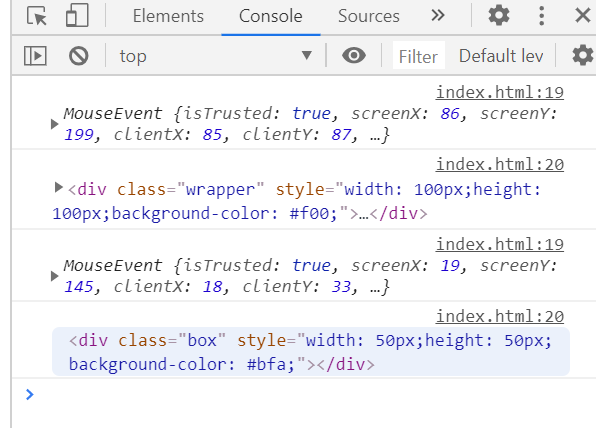 Elements Console Sources
top Filter Default lev
index.html:19
MouseEvent {isTrusted: true, screenX: 86, screenY:
199, clientX: 85, clientY: 87, …}
index.html:20
<div class="wrapper" style="width: 100px;height:
100px;background-color: #f00;">…</div>
index.html:19
MouseEvent {isTrusted: true, screenX: 19, screenY:
145, clientX: 18, clientY: 33, …}
index.html:20
<div class="box" style="width: 50px;height: 50px;
background-color: #bfa;"></div>